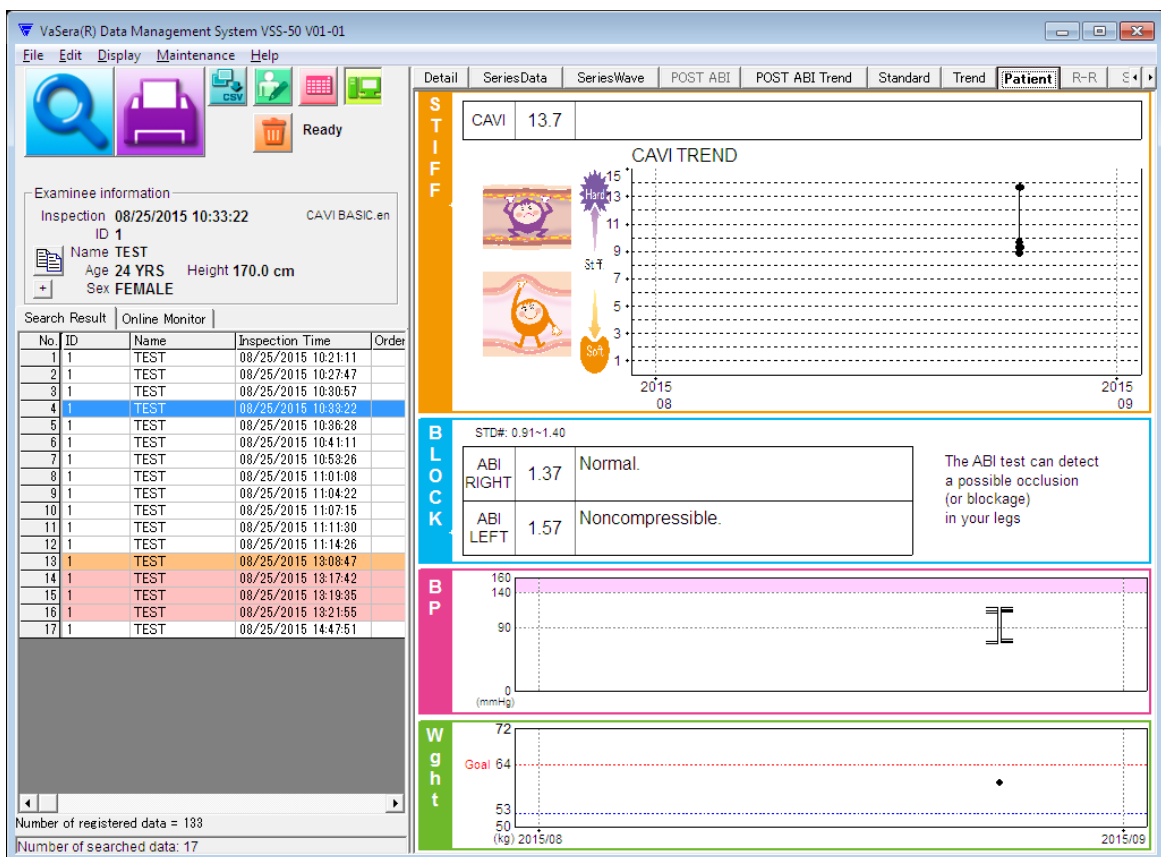 VaSera(R) Data Management System VSS-50 V01-01
File Edit Display Maintenance Help
CSV
Ready
Examinee information
Inspection 08/25/2015 10:33:22 CAVI BASIC.en
ID 1
Name TEST
Age 24 YRS Height 170.0 cm
+ Sex FEMALE
Search Result Online Monitor
No. ID Name Inspection Time Order
1 1 TEST 08/25/2015 10:21:11
2 1 TEST 08/25/2015 10:27:47
3 1 TEST 08/25/2015 10:30:57
4 1 TEST 08/25/2015 10:33:22
5 1 TEST 08/25/2015 10:36:28
6 1 TEST 08/25/2015 10:41:11
7 1 TEST 08/25/2015 10:53:26
8 1 TEST 08/25/2015 11:01:08
9 1 TEST 08/25/2015 11:04:22
10 1 TEST 08/25/2015 11:07:15
11 1 TEST 08/25/2015 11:11:30
12 1 TEST 08/25/2015 11:14:26
13 1 TEST 08/25/2015 13:08:47
14 1 TEST 08/25/2015 13:17:42
15 1 TEST 08/25/2015 13:19:35
16 1 TEST 08/25/2015 13:21:55
17 1 TEST 08/25/2015 14:47:51
Number of registered data = 133
Number of searched data: 17
Detail SeriesData SeriesWave POST ABI POST ABI Trend Standard Trend Patient R-R
STIFF
CAVI 13.7
CAVI TREND
15
Hard 13
11
9
Stiff.
7
5
3
Soft
1
2015 2015
08 09
BLOCK
STD#: 0.91~1.40
ABI RIGHT 1.37 Normal.
ABI LEFT 1.57 Noncompressible.
The ABI test can detect
a possible occlusion
(or blockage)
in your legs
BP
160
140
90
0
(mmHg)
Wght
72
Goal 64
53
50
(kg) 2015/08 2015/09